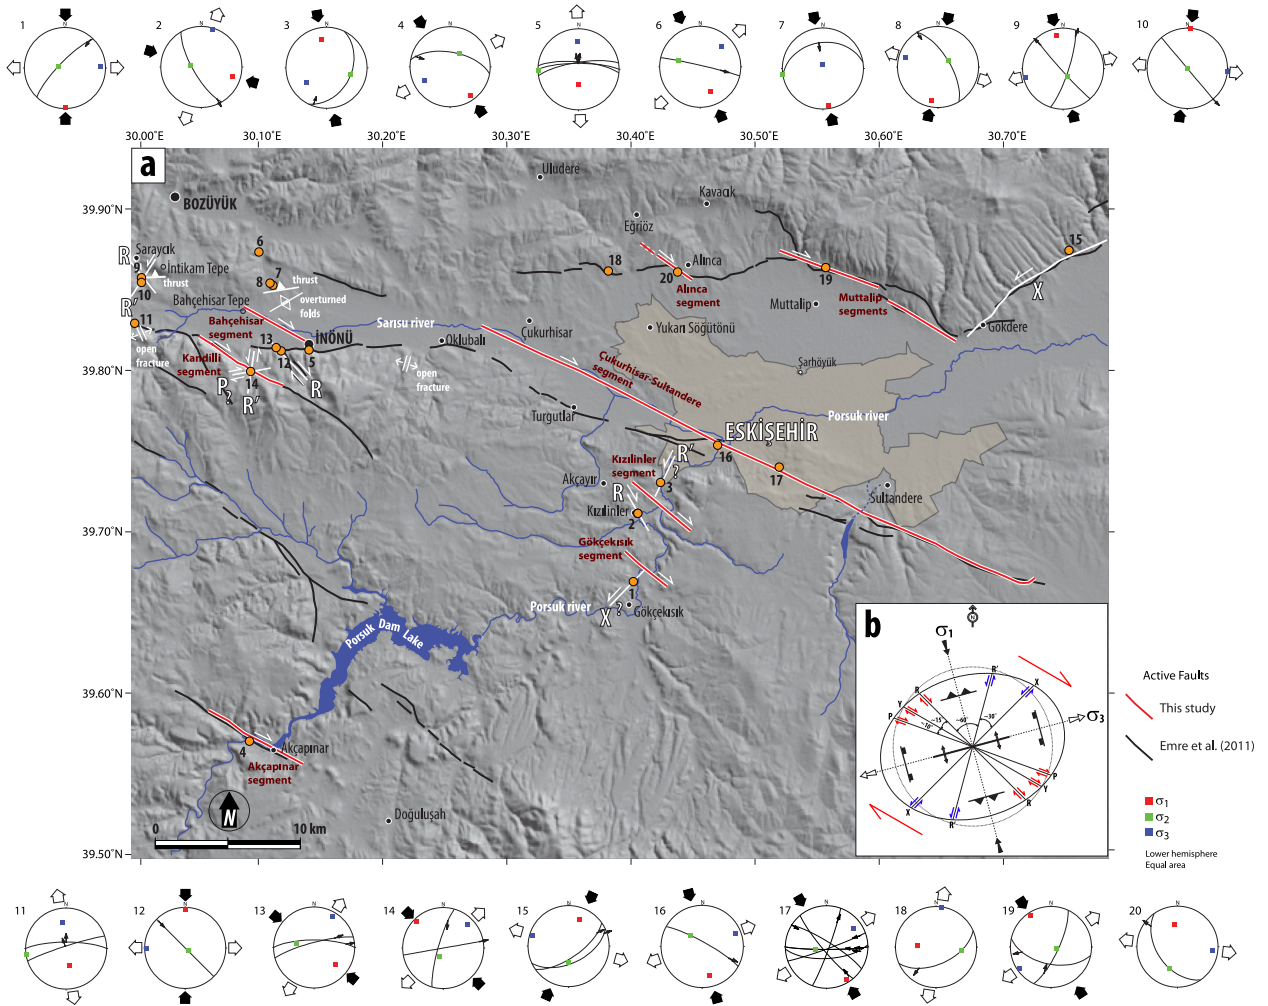 1 2 3 4 5 6 7 8 9 10
N N N N N N N N N N
30.00°E 30.10°E 30.20°E 30.30°E 30.40°E 30.50°E 30.60°E 30.70°E
a
39.90°N
39.80°N
39.70°N
39.60°N
39.50°N
BOZÜYÜK
Uludere
Kavacık
Eğriöz
Saraycık
R
9
İntikam Tepe
thrust
10
6
7
8
thrust
overturned
folds
18
20
Alınca
Alınca
segment
19
Muttalip
Muttalip
segments
15
X
Gökdere
R'
11
open
fracture
Bahçehisar Tepe
Bahçehisar
segment
Kandilli
segment
İNÖNÜ
13
12
5
14
P
?
R'
R
Sarısu river
Oklubalı
open
fracture
Çukurhisar
Yukarı Söğütönü
Şarhöyük
Çukurhisar-Sultandere
segment
Turgutlar
Porsuk river
ESKİŞEHİR
16
17
Kızılinler
segment
R'
?
3
Akçayır
R
Kızılinler
2
Sultandere
Gökçekısık
segment
1
Porsuk river
X
?
Gökçekısık
Porsuk Dam Lake
4
Akçapınar
Akçapınar
segment
Doğuluşah
N
0 10 km
b
N
σ1
σ3
R'
X
R
Y
P
~10°
~15
~60°
~30°
P
Y
R
X
R'
Active Faults
This study
Emre et al. (2011)
σ1
σ2
σ3
Lower hemisphere
Equal area
11 12 13 14 15 16 17 18 19 20
N N N N N N N N N N